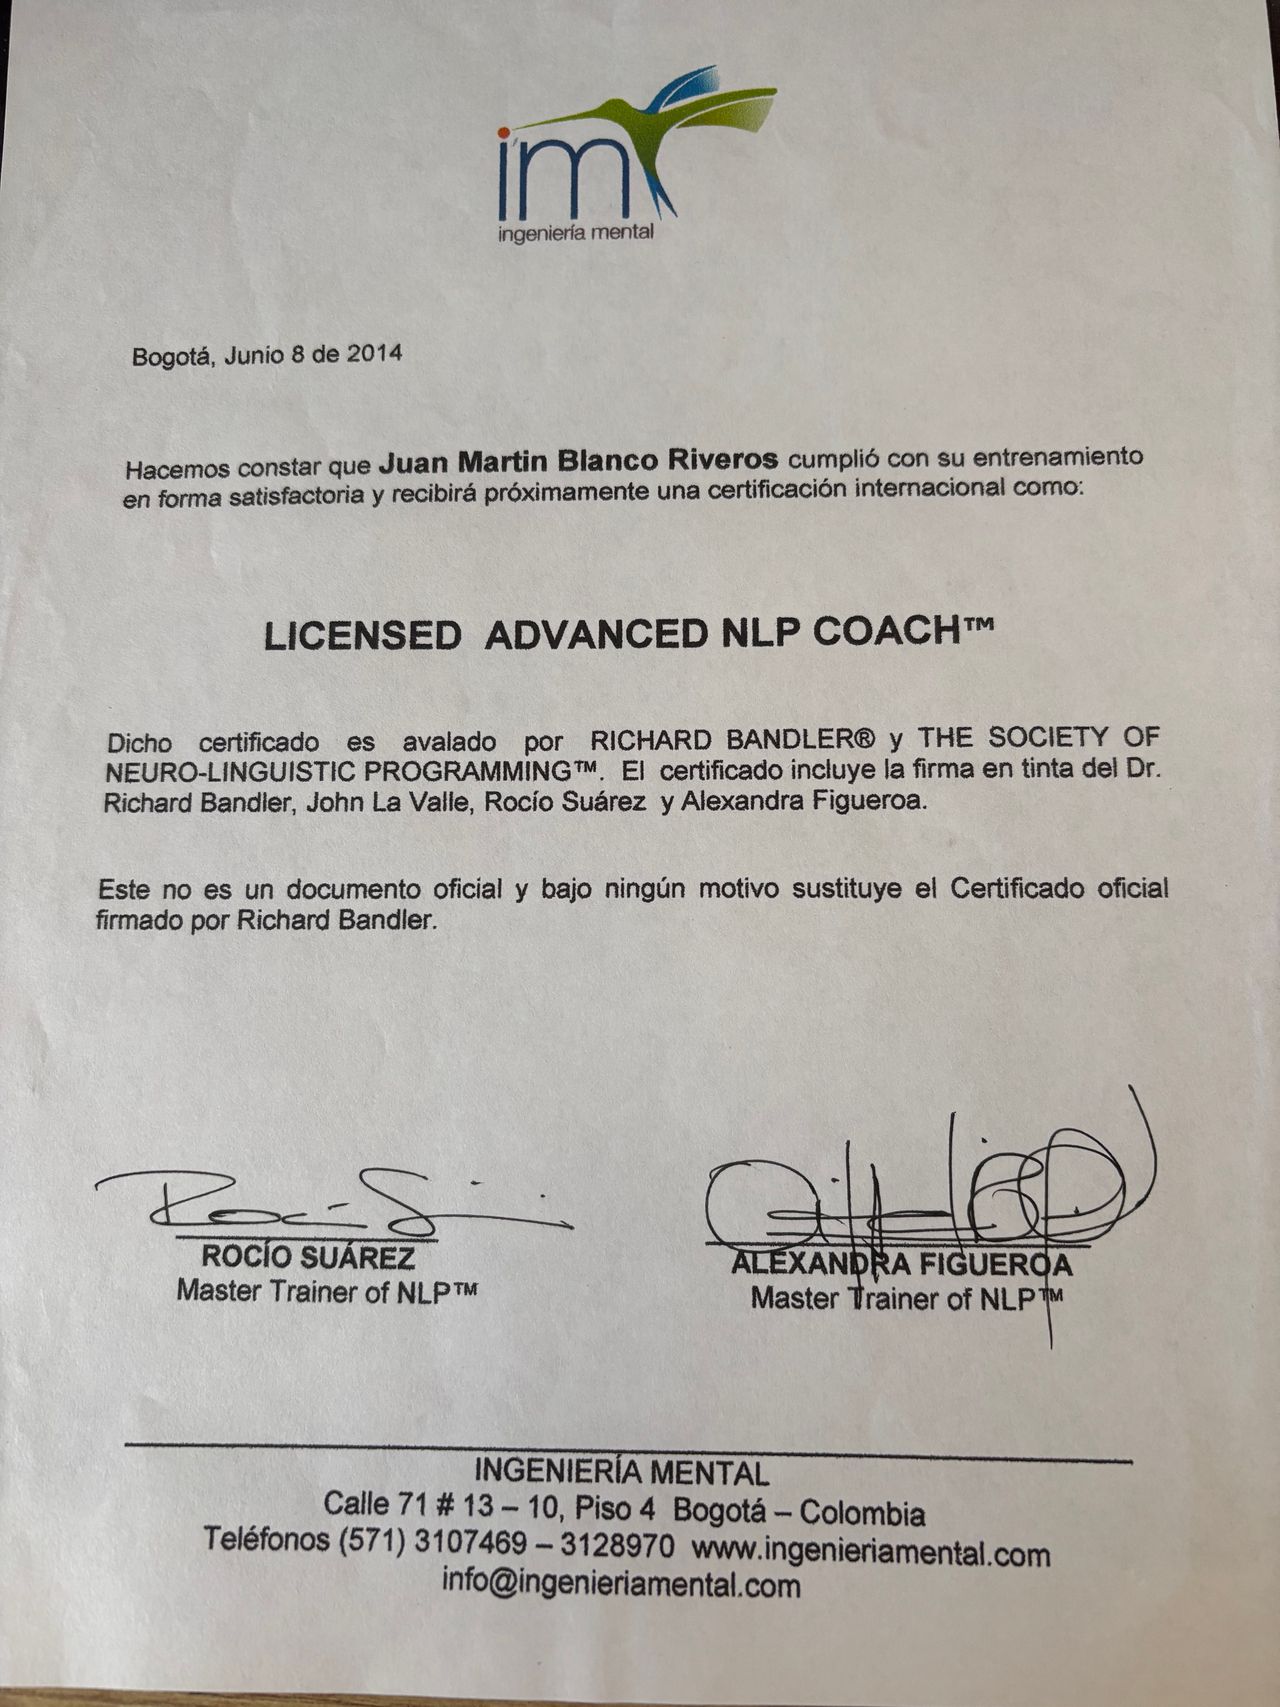 im
ingeniería mental
Bogotá, Junio 8 de 2014
Hacemos constar que Juan Martin Blanco Riveros cumplió con su entrenamiento
en forma satisfactoria y recibirá próximamente una certificación internacional como:
LICENSED ADVANCED NLP COACH™
Dicho certificado es avalado por RICHARD BANDLER® y THE SOCIETY OF
NEURO-LINGUISTIC PROGRAMMING™. El certificado incluye la firma en tinta del Dr.
Richard Bandler, John La Valle, Rocío Suárez y Alexandra Figueroa.
Este no es un documento oficial y bajo ningún motivo sustituye el Certificado oficial
firmado por Richard Bandler.
ROCÍO SUÁREZ
Master Trainer of NLP™
ALEXANDRA FIGUEROA
Master Trainer of NLP™
INGENIERÍA MENTAL
Calle 71 # 13 – 10, Piso 4 Bogotá – Colombia
Teléfonos (571) 3107469 – 3128970 www.ingenieriamental.com
info@ingenieriamental.com